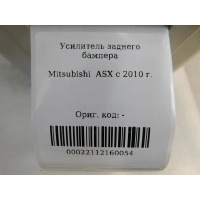 Усилитель заднего
бампера
Mitsubishi ASX с 2010 г.
Ориг. код: -
00022112160054